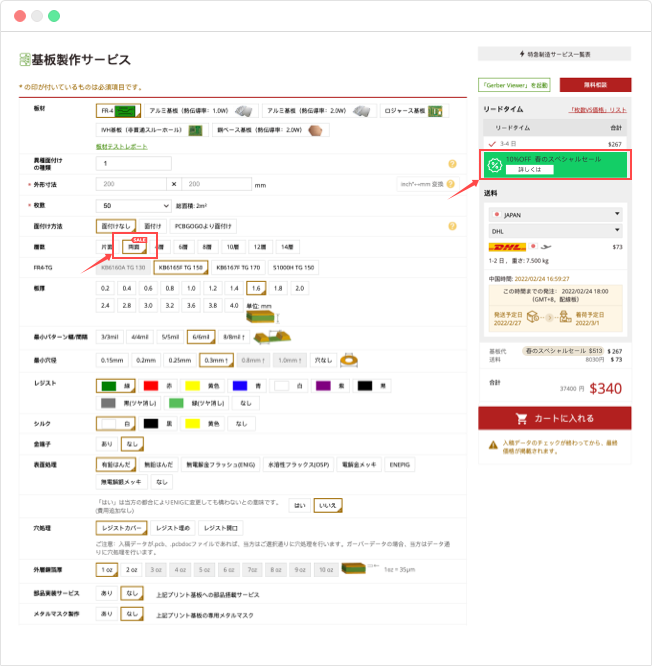 基板製作サービス
* の印が付いているものは必須項目です。
板材
FR-4
アルミ基板（熱伝導率：1.0W）
アルミ基板（熱伝導率：2.0W）
ロジャース基板
IVH基板（非貫通スルーホール）
銅ベース基板（熱伝導率：2.0W）
板材テストレポート
異種面付け
の種類
1
* 外形寸法
200 × 200 mm
inch"↔mm 変換
* 枚数
50
総面積: 2m²
面付け方法
面付けなし 面付け PCBGOGOより面付け
層数
片面 両面 4層 6層 8層 10層 12層 14層
SALE
FR4-TG
KB6160A TG 130 KB6165F TG 150 KB6167F TG 170 S1000H TG 150
板厚
0.2 0.4 0.6 0.8 1.0 1.2 1.4 1.6 1.8 2.0
2.4 2.8 3.0 3.2 3.6 3.8 4.0 単位: mm
最小パターン幅/間隔
3/3mil 4/4mil 5/5mil 6/6mil 8/8mil↑
最小穴径
0.15mm 0.2mm 0.25mm 0.3mm↑ 0.8mm↑ 1.0mm↑ 穴なし
レジスト
緑 赤 黄色 青 白 紫 黒
黒(ツヤ消し) 緑(ツヤ消し) なし
シルク
白 黒 黄色 なし
金端子
あり なし
表面処理
有鉛はんだ 無鉛はんだ 無電解金フラッシュ(ENIG) 水溶性フラックス(OSP) 電解金メッキ ENEPIG
無電解銀メッキ なし
「はい」は当方の都合によりENIGに変更しても構わないとの意味です。
(費用追加なし)
はい いいえ
穴処理
レジストカバー レジスト埋め レジスト開口
ご注意：入稿データが.pcb、.pcbdocファイルであれば、当方はご選択通りに穴処理を行います。ガーバーデータの場合、当方はデータ通
りに穴処理を行います。
外層銅箔厚
1 oz 2 oz 3 oz 4 oz 5 oz 6 oz 7oz 8 oz 9 oz 10 oz
1oz = 35μm
部品実装サービス
あり なし 上記プリント基板への部品搭載サービス
メタルマスク製作
あり なし 上記プリント基板の専用メタルマスク
特急製造サービス一覧表
「Gerber Viewer」を起動
無料相談
リードタイム
「枚数VS価格」リスト
リードタイム 合計
3-4 日 $267
10%OFF 春のスペシャルセール
詳しくは
送料
JAPAN
DHL
DHL
$73
1-2 日 , 重さ: 7.500 kg
中国時間: 2022/02/24 16:59:27
この時間までの発注： 2022/02/24 18:00
(GMT+8、配線板)
発送予定日
2022/2/27
着荷予定日
2022/3/1
基板代 春のスペシャルセール $513 $ 267
送料 8030円 $ 73
合計
37400 円 $340
カートに入れる
入稿データのチェックが終わってから、最終
価格が掲載されます。